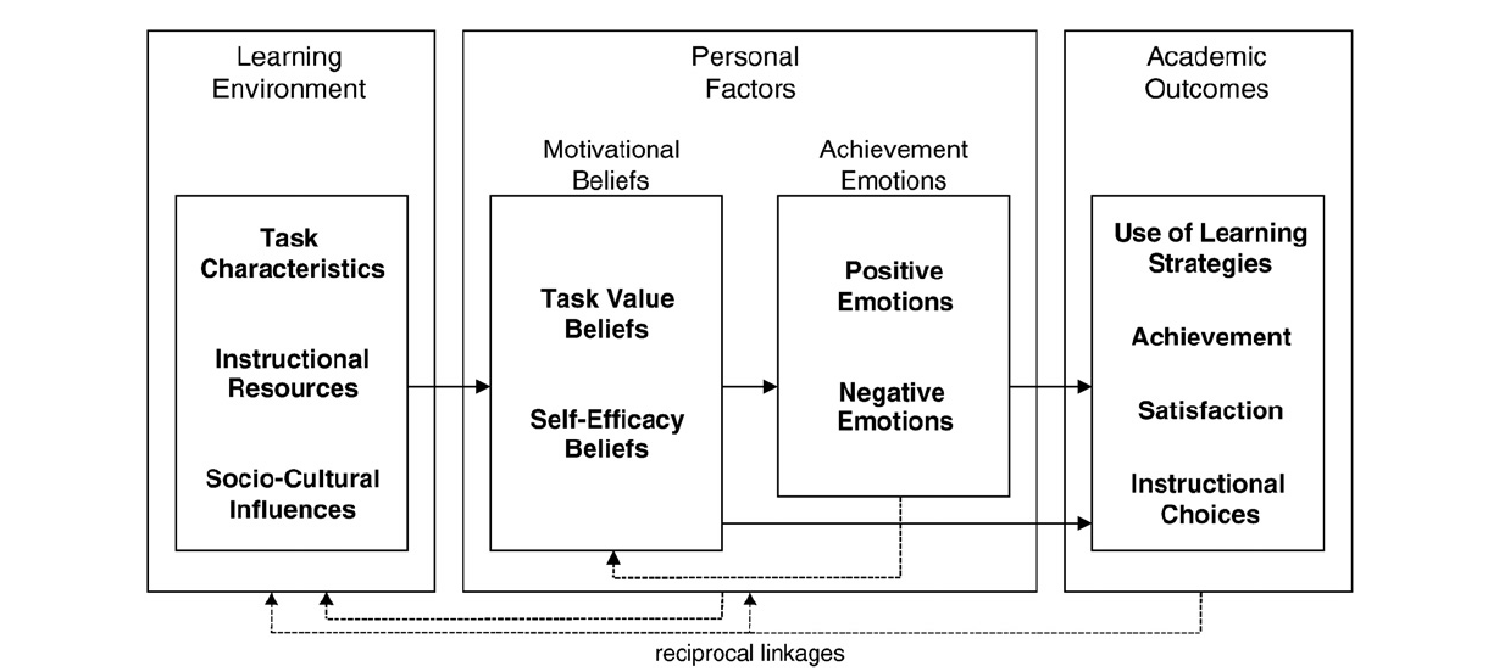 Learning
Environment
Task
Characteristics
Instructional
Resources
Socio-Cultural
Influences
Personal
Factors
Motivational
Beliefs
Task Value
Beliefs
Self-Efficacy
Beliefs
Achievement
Emotions
Positive
Emotions
Negative
Emotions
Academic
Outcomes
Use of Learning
Strategies
Achievement
Satisfaction
Instructional
Choices
reciprocal linkages